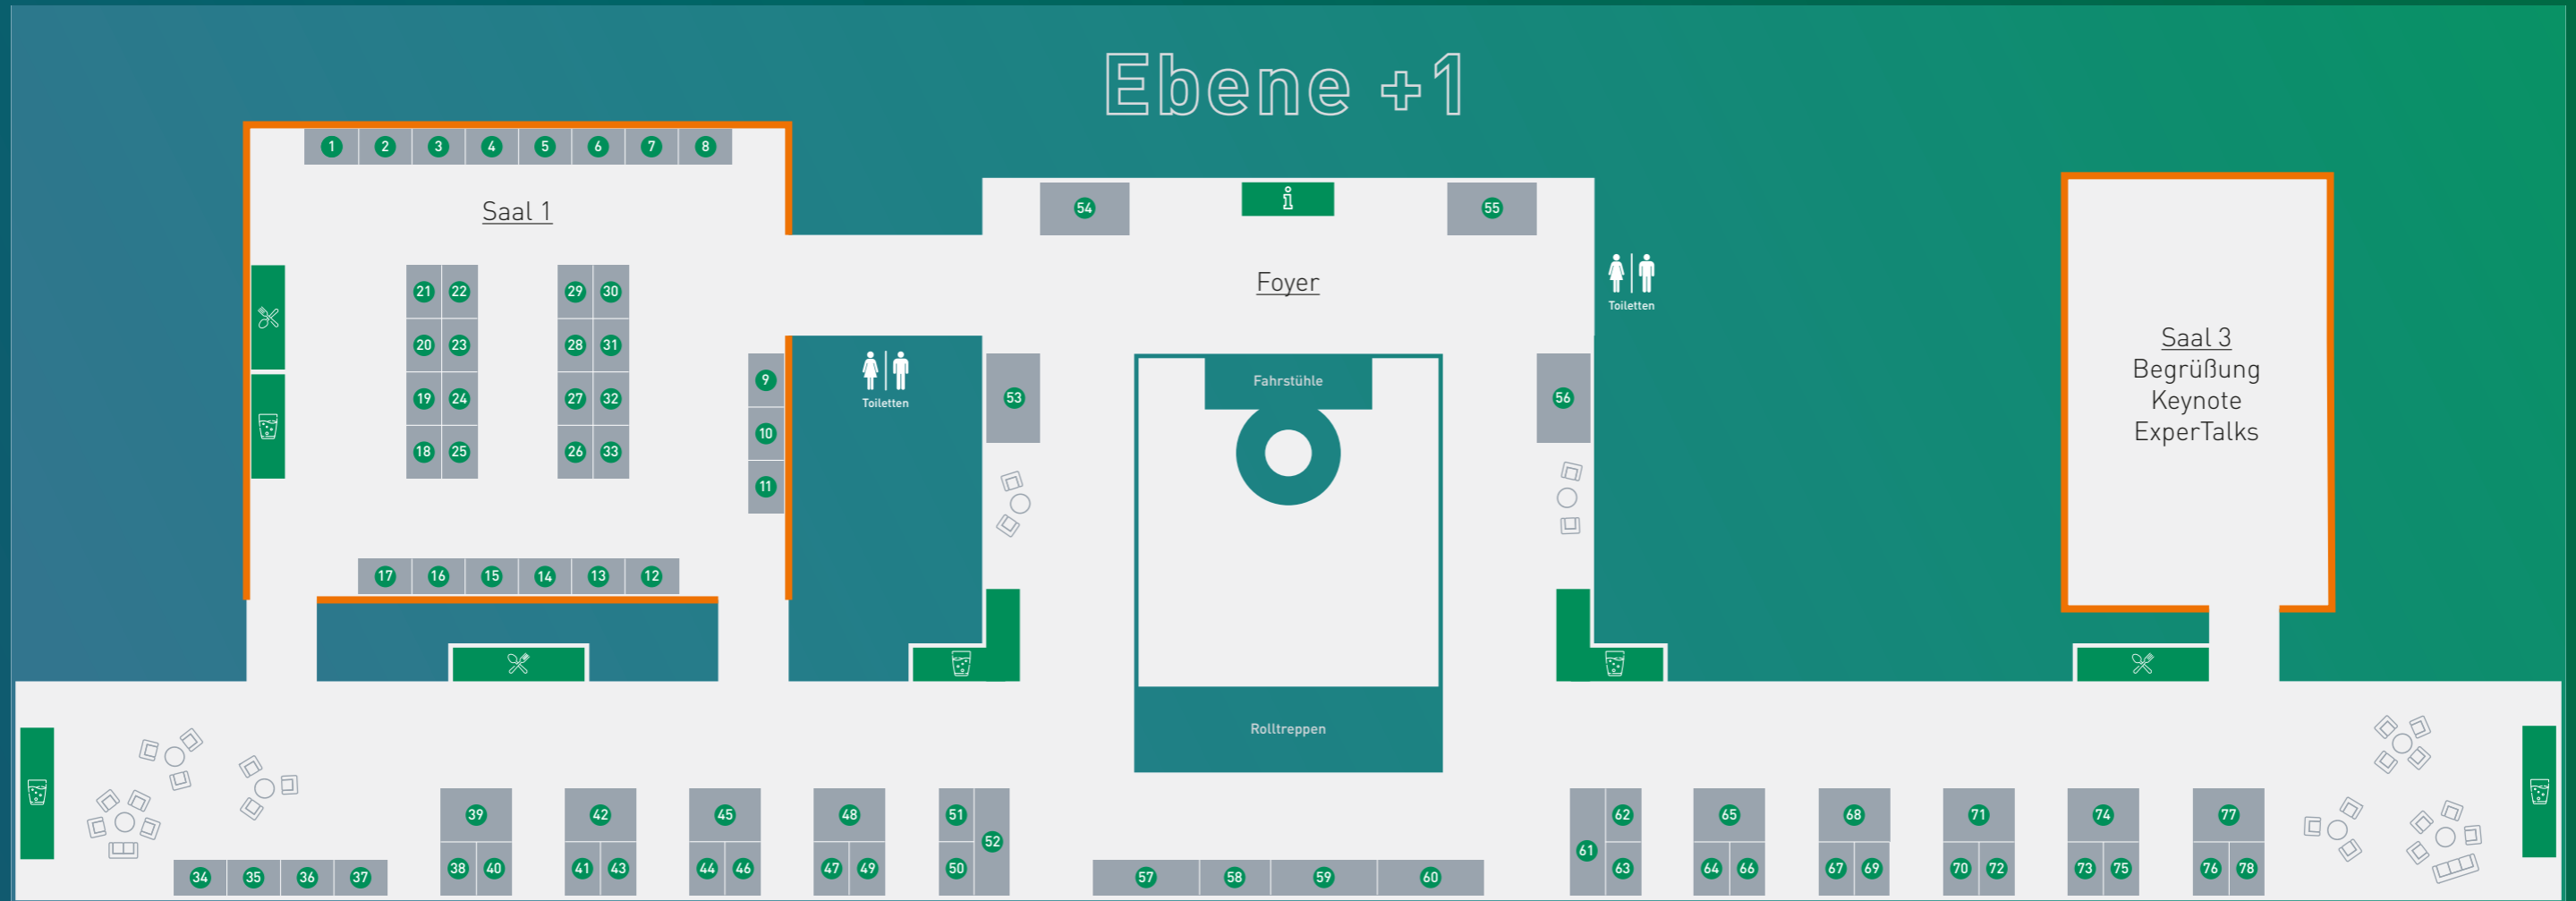 Ebene +1
1 2 3 4 5 6 7 8
Saal 1
54
i
55
21 22 29 30
Foyer
Toiletten
20 23 28 31
Saal 3
Begrüßung
Keynote
ExperTalks
9
Toiletten
Fahrstühle
19 24 27 32
53
56
10
18 25 26 33
11
17 16 15 14 13 12
Rolltreppen
39 42 45 48 51 52
62 65 68 71 74 77
61
38 40 41 43 44 46 47 49 50
63 64 66 67 69 70 72 73 75 76 78
34 35 36 37
57 58 59 60